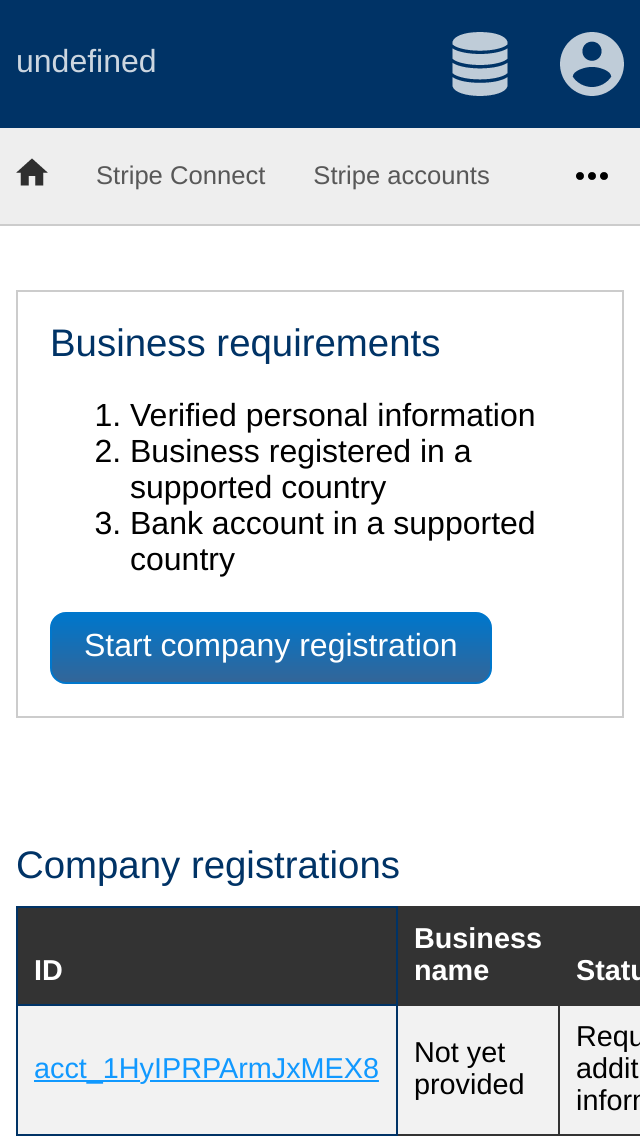 undefined
Stripe Connect Stripe accounts
Business requirements
1. Verified personal information
2. Business registered in a
supported country
3. Bank account in a supported
country
Start company registration
Company registrations
ID Business name
acct_1HyIPRPArmJxMEX8 Not yet provided